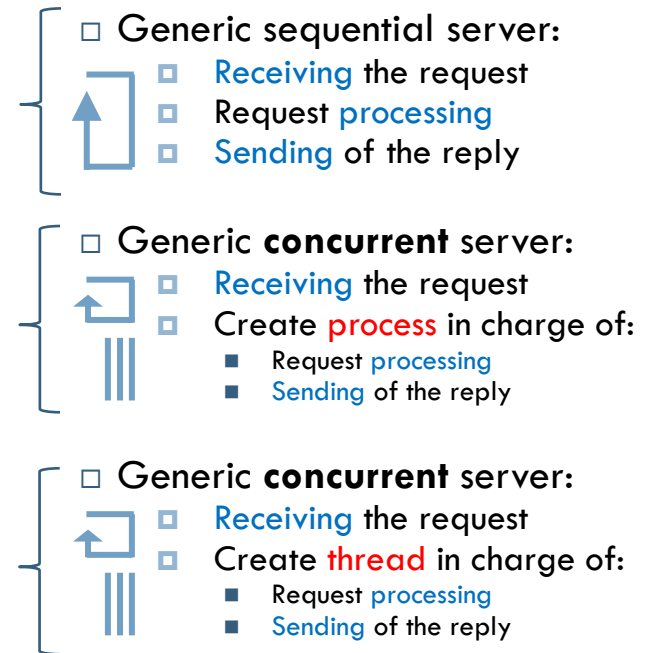 Generic sequential server:
Receiving the request
Request processing
Sending of the reply
Generic concurrent server:
Receiving the request
Create process in charge of:
Request processing
Sending of the reply
Generic concurrent server:
Receiving the request
Create thread in charge of:
Request processing
Sending of the reply